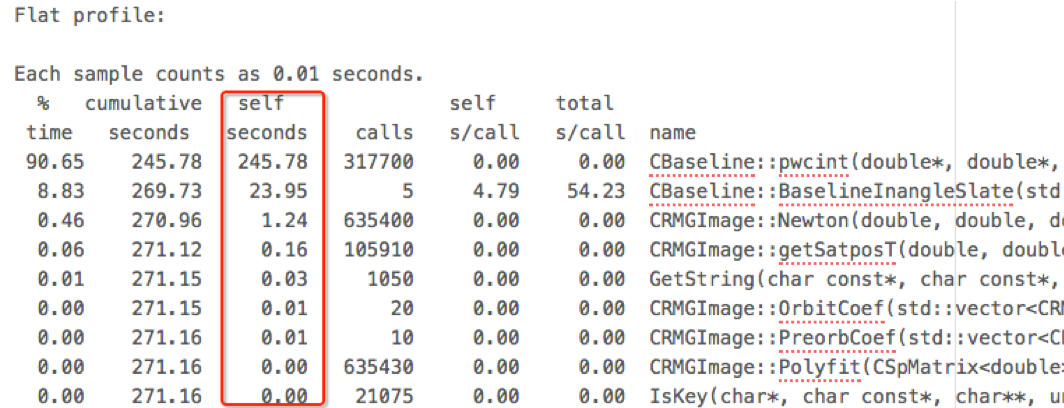 Flat profile:
Each sample counts as 0.01 seconds.
% cumulative self self total
time seconds seconds calls s/call s/call name
90.65 245.78 245.78 317700 0.00 0.00 CBaseline::pwcint(double*, double*,
8.83 269.73 23.95 5 4.79 54.23 CBaseline::BaselineInangleSlate(std
0.46 270.96 1.24 635400 0.00 0.00 CRMGImage::Newton(double, double, d
0.06 271.12 0.16 105910 0.00 0.00 CRMGImage::getSatposT(double, double
0.01 271.15 0.03 1050 0.00 0.00 GetString(char const*, char const*,
0.00 271.15 0.01 20 0.00 0.00 CRMGImage::OrbitCoef(std::vector<CRM
0.00 271.16 0.01 10 0.00 0.00 CRMGImage::PreorbCoef(std::vector<C
0.00 271.16 0.00 635430 0.00 0.00 CRMGImage::Polyfit(CSpMatrix<double>
0.00 271.16 0.00 21075 0.00 0.00 IsKey(char*, char const*, char**, u